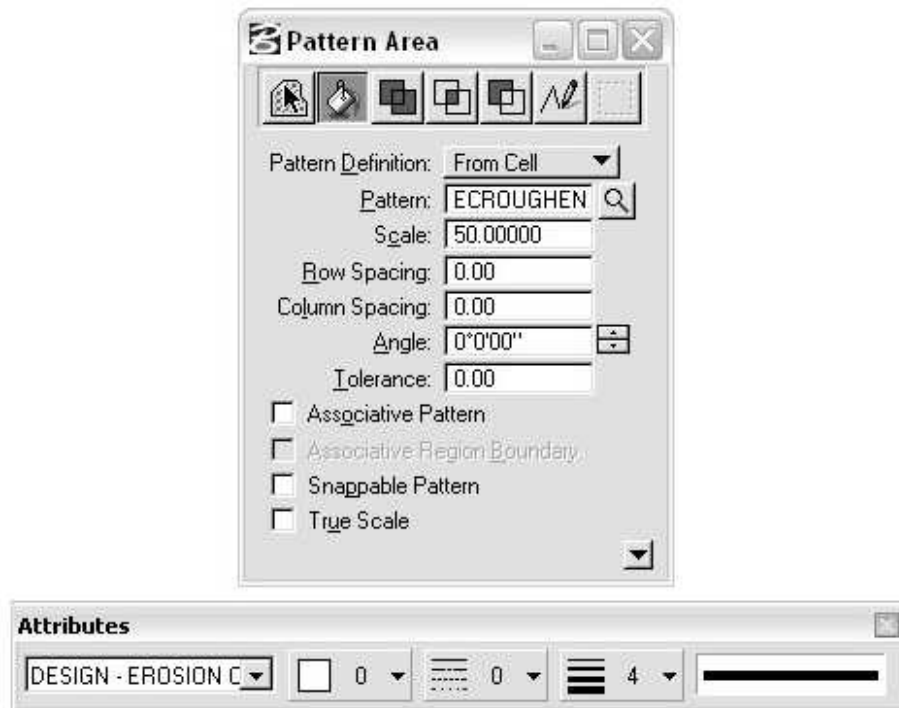 Pattern Area
Pattern Definition: From Cell
Pattern: ECROUGHEN
Scale: 50.00000
Row Spacing: 0.00
Column Spacing: 0.00
Angle: 0°0'00"
Tolerance: 0.00
Associative Pattern
Associative Region Boundary
Snappable Pattern
True Scale
Attributes
DESIGN - EROSION C 0 0 4